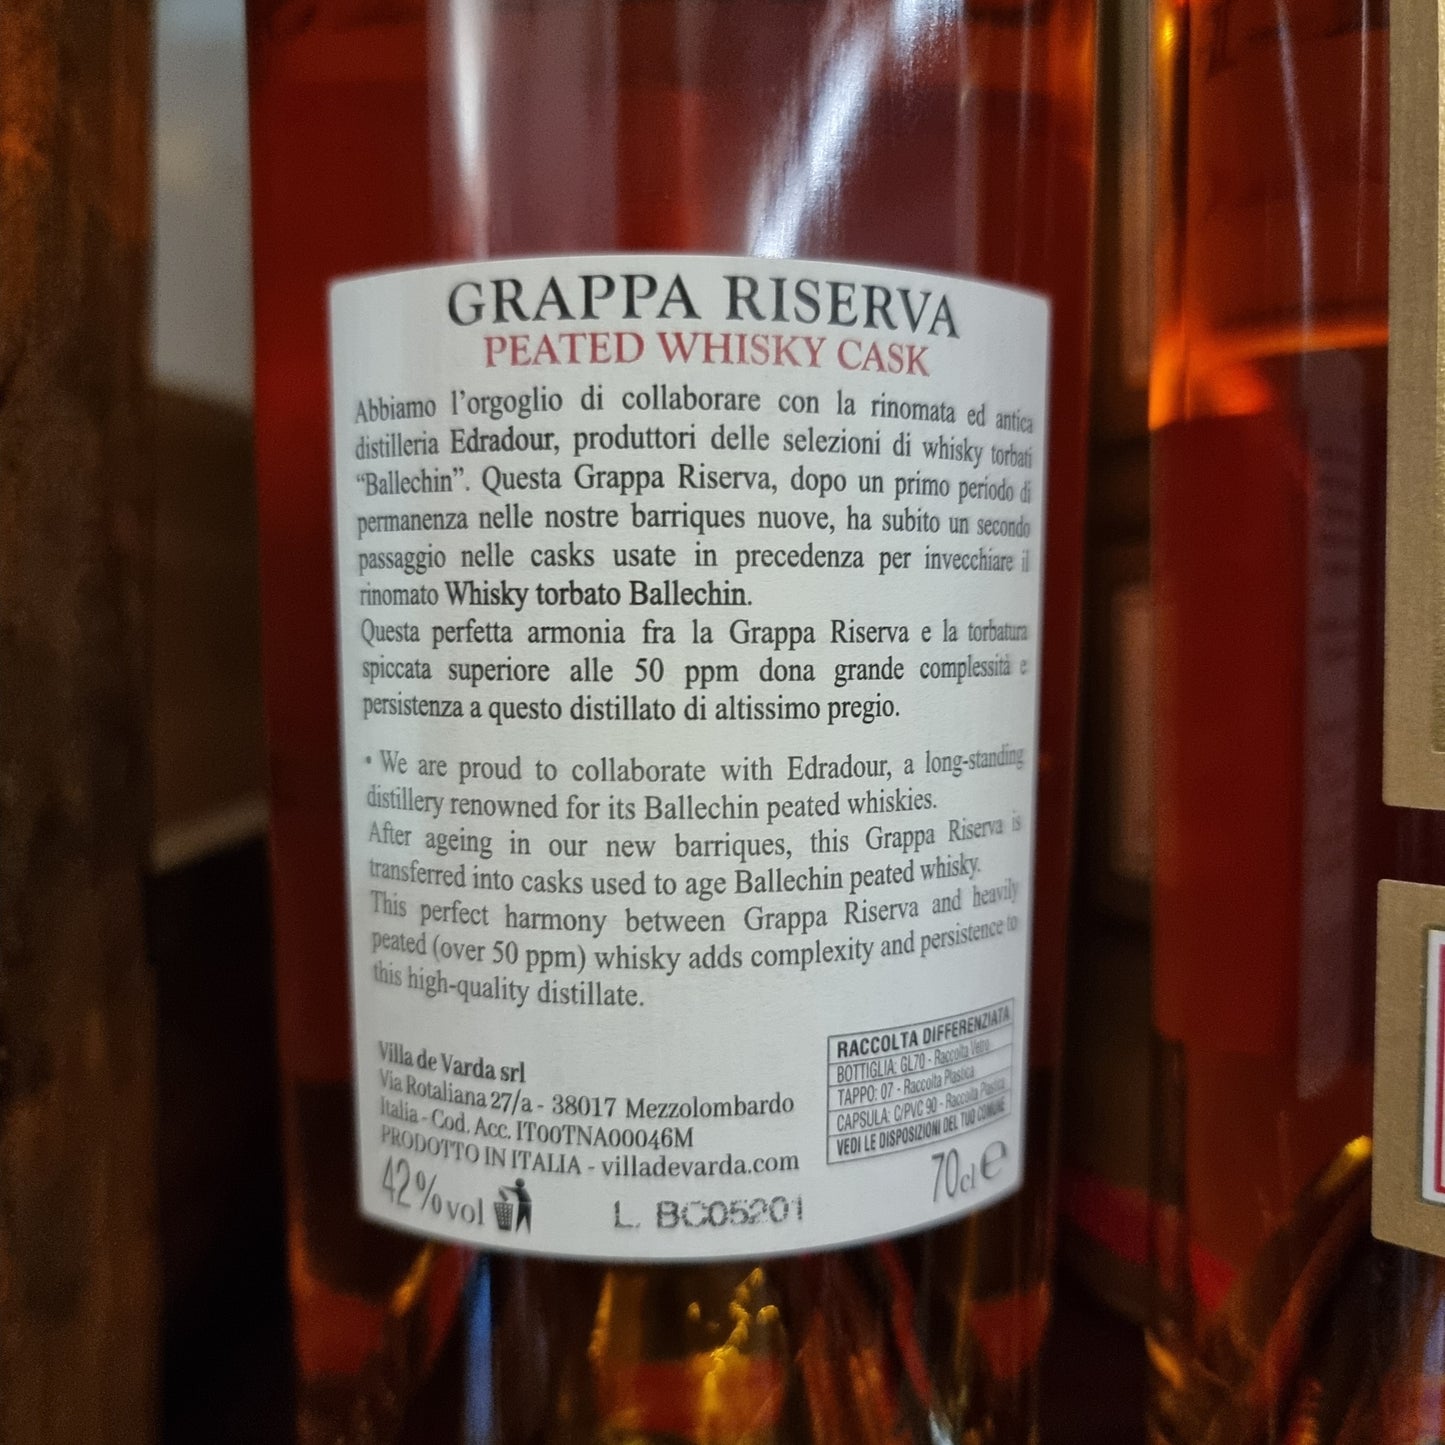 GRAPPA RISERVA
PEATED WHISKY CASK
Abbiamo l'orgoglio di collaborare con la rinomata ed antica
distilleria Edradour, produttori delle selezioni di whisky torbati
“Ballechin”. Questa Grappa Riserva, dopo un primo periodo di
permanenza nelle nostre barriques nuove, ha subito un secondo
passaggio nelle casks usate in precedenza per invecchiare il
rinomato Whisky torbato Ballechin.
Questa perfetta armonia fra la Grappa Riserva e la torbatura
spiccata superiore alle 50 ppm dona grande complessità e
persistenza a questo distillato di altissimo pregio.
• We are proud to collaborate with Edradour, a long-standing
distillery renowned for its Ballechin peated whiskies.
After ageing in our new barriques, this Grappa Riserva is
transferred into casks used to age Ballechin peated whisky.
This perfect harmony between Grappa Riserva and heavily
peated (over 50 ppm) whisky adds complexity and persistence to
this high-quality distillate.
Villa de Varda srl
Via Rotaliana 27/a - 38017 Mezzolombardo
Italia - Cod. Acc. IT00TNA00046M
PRODOTTO IN ITALIA - villadevarda.com
42%vol
L. BC05201
RACCOLTA DIFFERENZIATA
BOTTIGLIA: GL70 - Raccolta Vetro
TAPPO: 07 - Raccolta Plastica
CAPSULA: C/PVC 90 - Raccolta Plastica
VEDI LE DISPOSIZIONI DEL TUO COMUNE
70cl e